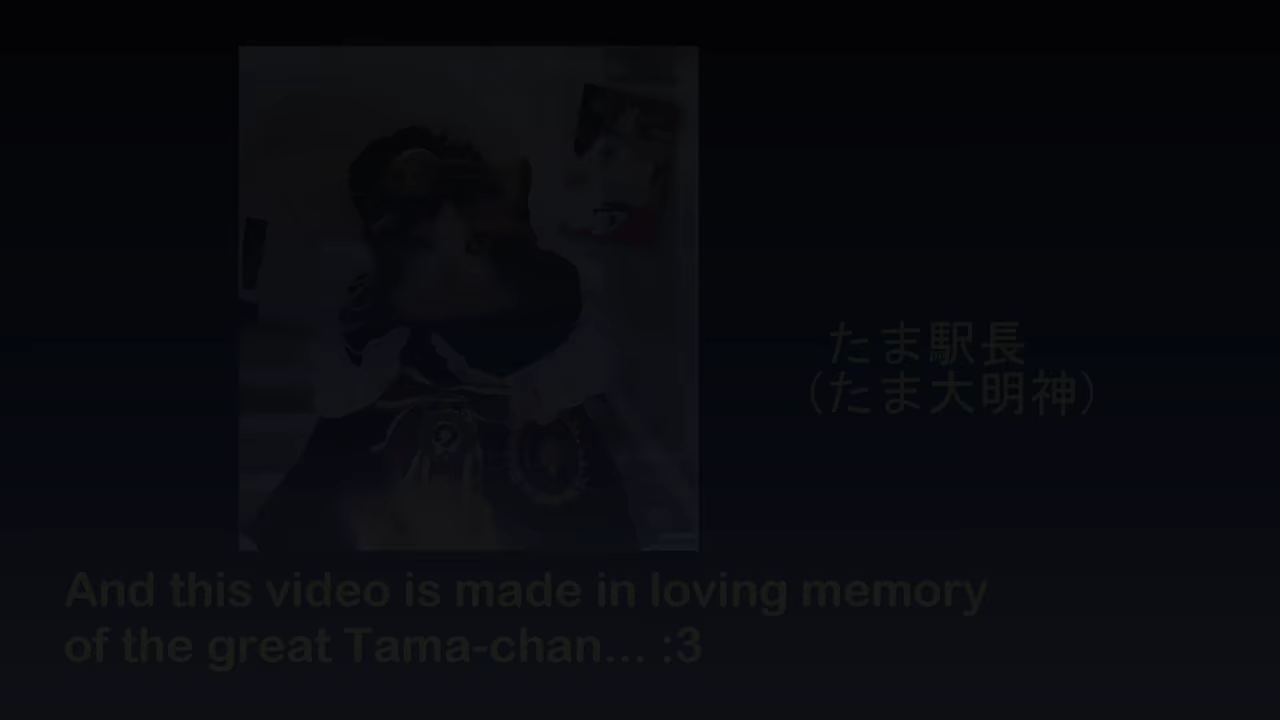 たま駅長
(たま大明神)
And this video is made in loving memory
of the great Tama-chan... :3